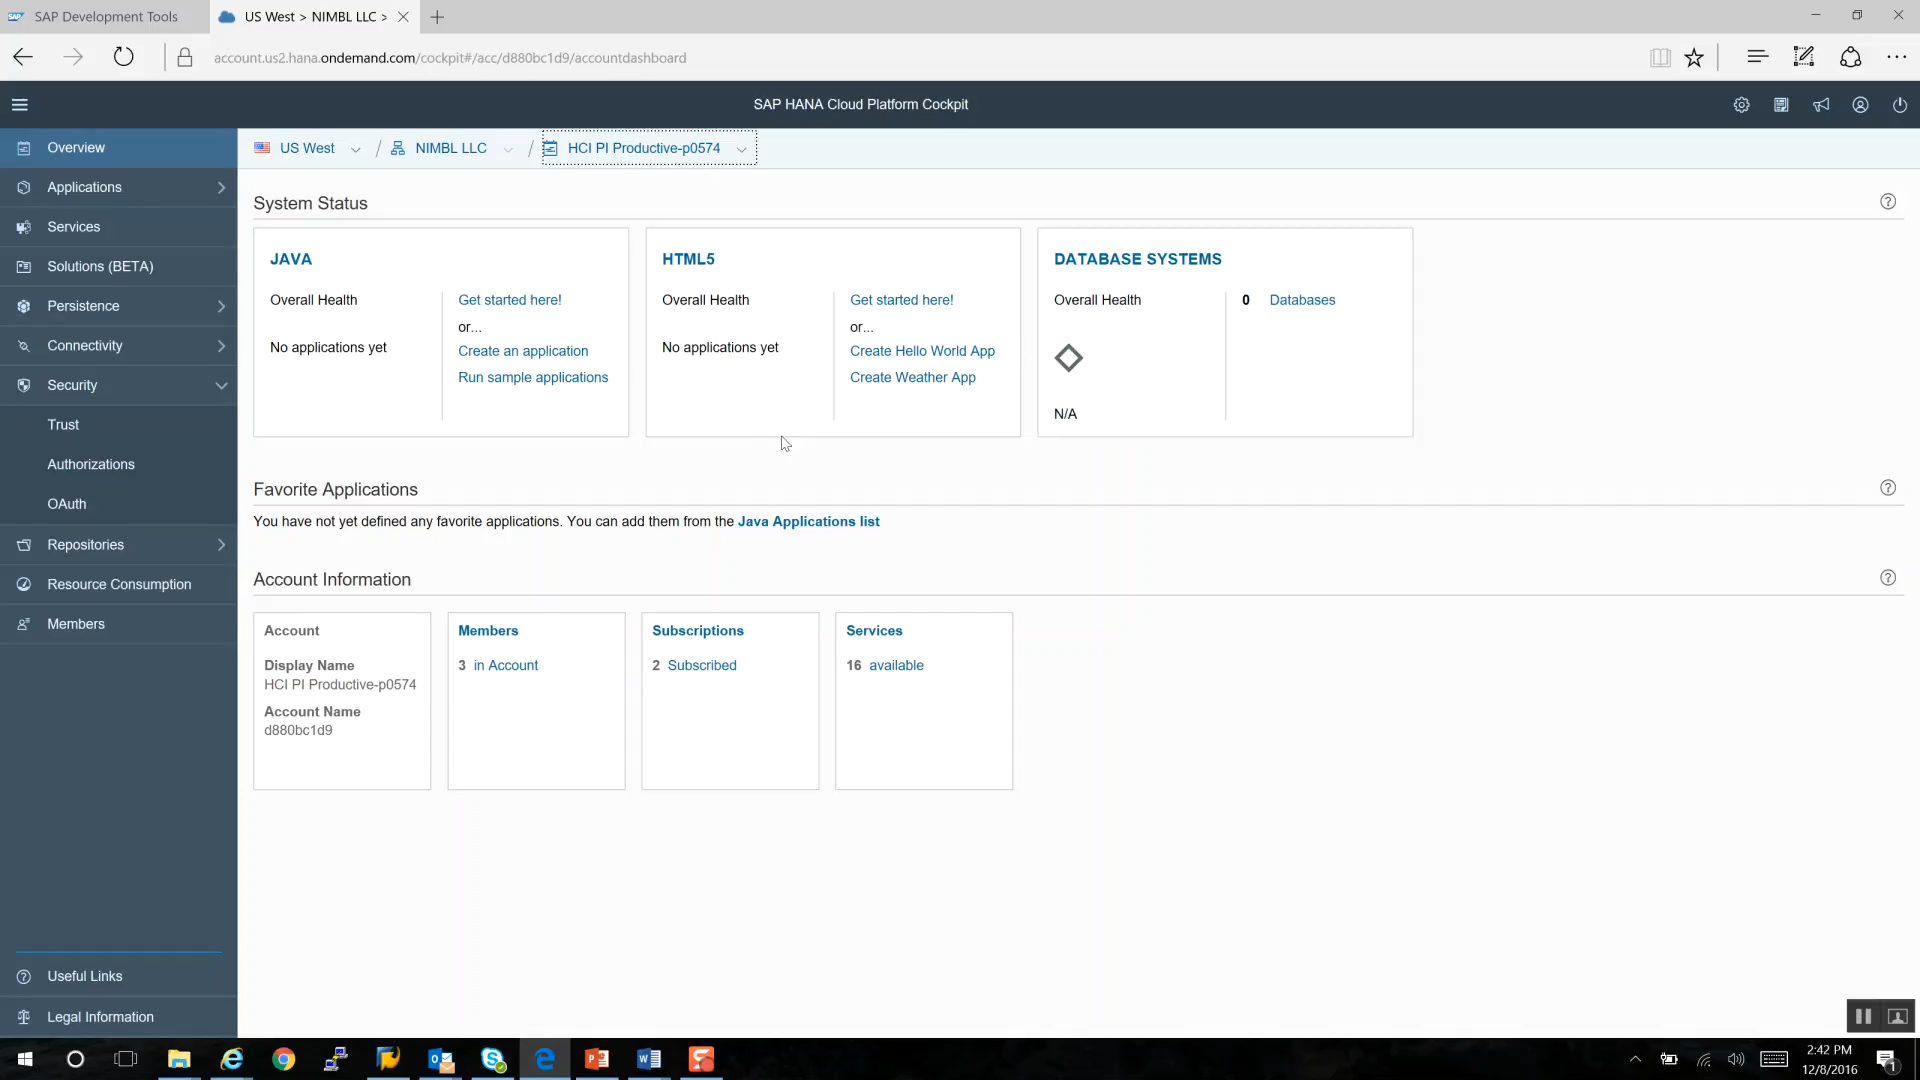 SAP Development Tools
US West > NIMBL LLC >
account.us2.hana.ondemand.com/cockpit#/acc/d880bc1d9/accountdashboard
SAP HANA Cloud Platform Cockpit
Overview
Applications
Services
Solutions (BETA)
Persistence
Connectivity
Security
Trust
Authorizations
OAuth
Repositories
Resource Consumption
Members
Useful Links
Legal Information
US West / NIMBL LLC / HCI PI Productive-p0574
System Status
JAVA
Overall Health
No applications yet
Get started here!
or...
Create an application
Run sample applications
HTML5
Overall Health
No applications yet
Get started here!
or...
Create Hello World App
Create Weather App
DATABASE SYSTEMS
Overall Health
N/A
0 Databases
Favorite Applications
You have not yet defined any favorite applications. You can add them from the Java Applications list
Account Information
Account
Display Name
HCI PI Productive-p0574
Account Name
d880bc1d9
Members
3 in Account
Subscriptions
2 Subscribed
Services
16 available
2:42 PM
12/8/2016
1